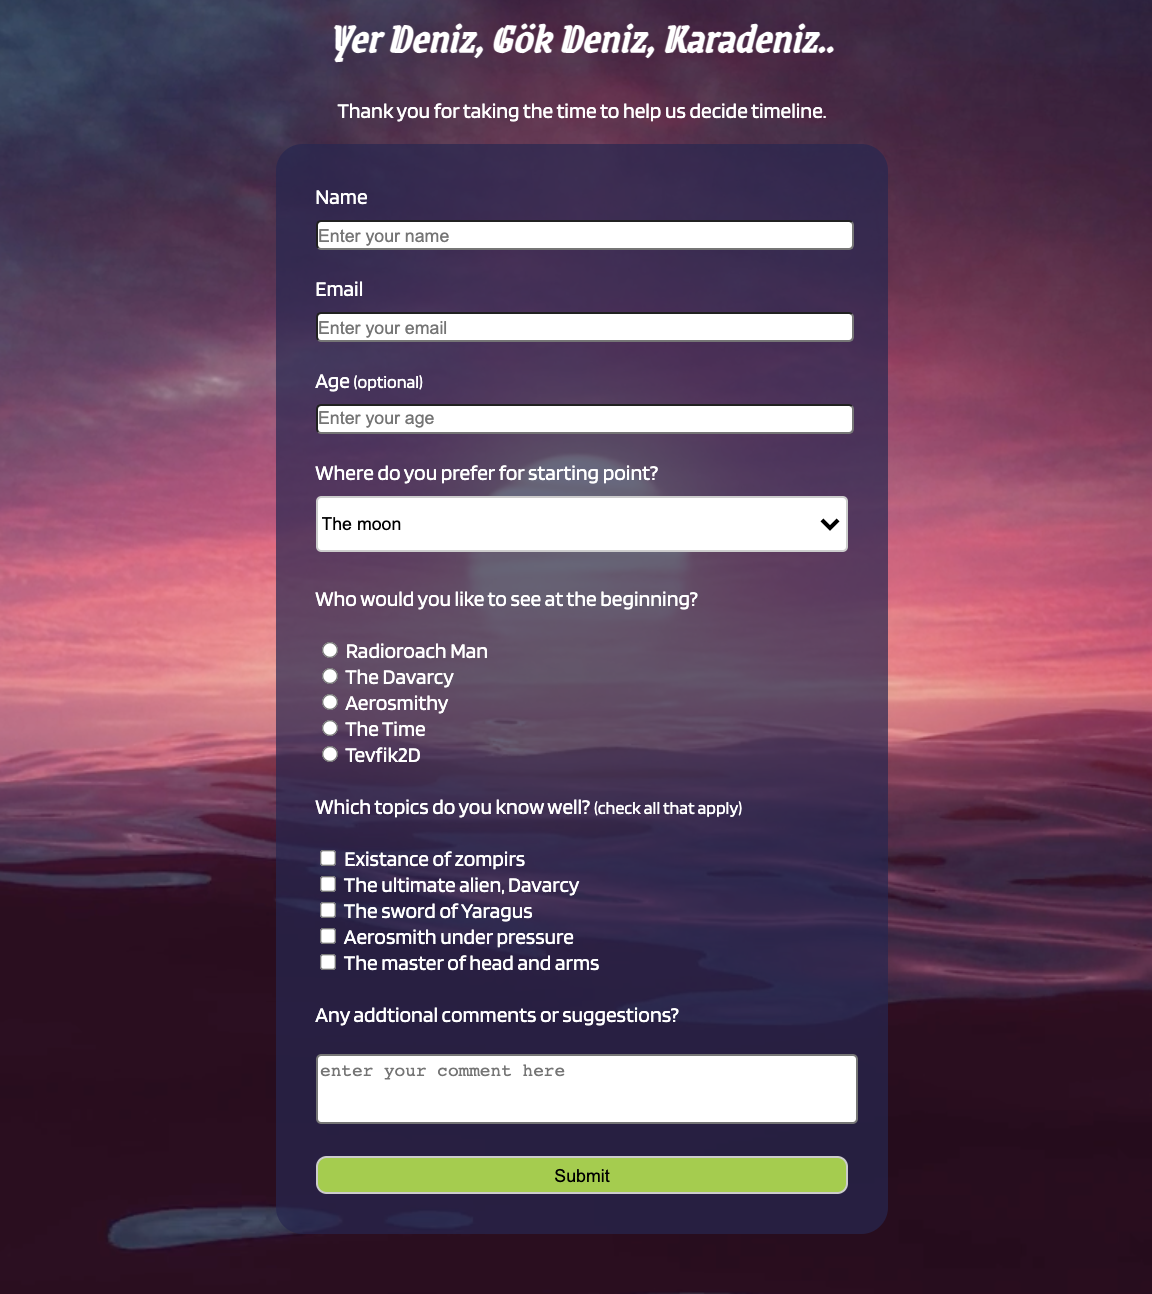 Yer Deniz, Gök Deniz, Karadeniz..
Thank you for taking the time to help us decide timeline.
Name
Enter your name
Email
Enter your email
Age (optional)
Enter your age
Where do you prefer for starting point?
The moon
Who would you like to see at the beginning?
Radioroach Man
The Davarcy
Aerosmithy
The Time
Tevfik2D
Which topics do you know well? (check all that apply)
Existance of zompirs
The ultimate alien, Davarcy
The sword of Yaragus
Aerosmith under pressure
The master of head and arms
Any addtional comments or suggestions?
enter your comment here
Submit